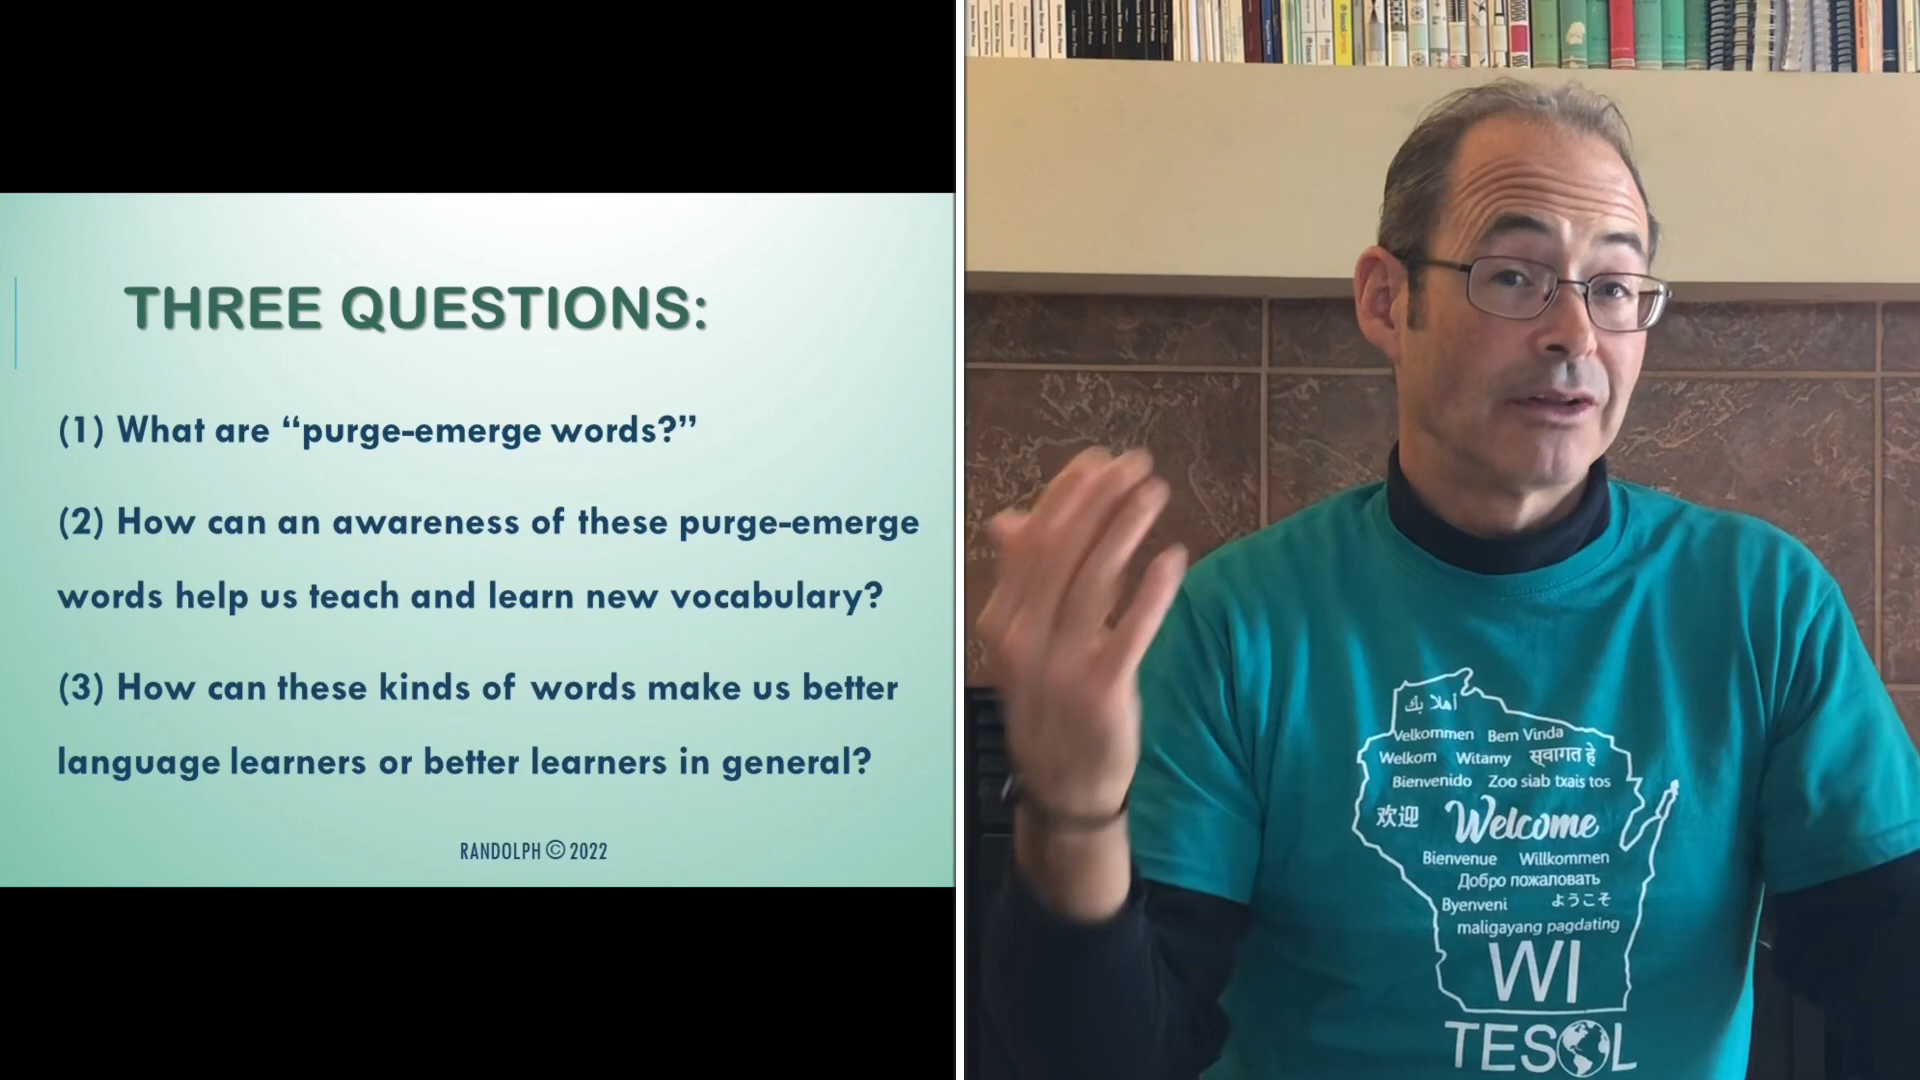 THREE QUESTIONS:
(1) What are “purge-emerge words?”
(2) How can an awareness of these purge-emerge
words help us teach and learn new vocabulary?
(3) How can these kinds of words make us better
language learners or better learners in general?
RANDOLPH © 2022
أهلا بك
Velkommen Bem Vinda
Welkom Witamy स्वागत हे
Bienvenido Zoo siab txais tos
欢迎 Welcome
Bienvenue Willkommen
Добро пожаловать
Byenveni ようこそ
maligayang pagdating
WI
TESOL